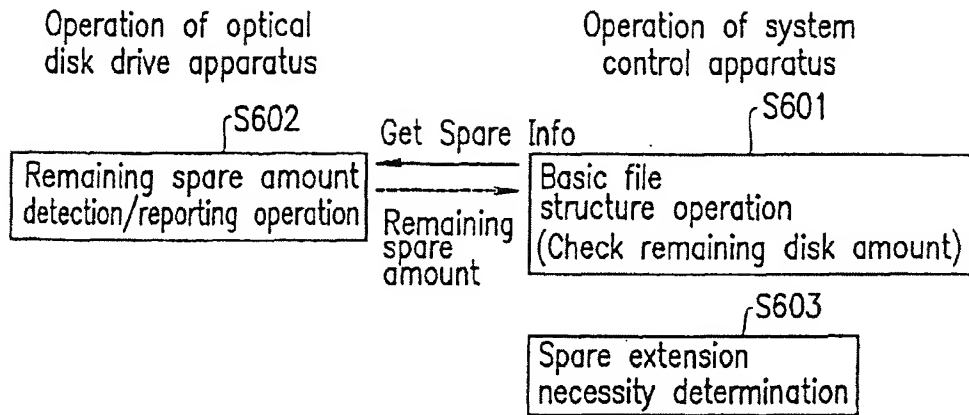 Operation of optical
disk drive apparatus
Operation of system
control apparatus
S602
Get Spare Info
S601
Remaining spare amount
detection/reporting operation
Remaining
spare
amount
Basic file
structure operation
(Check remaining disk amount)
S603
Spare extension
necessity determination